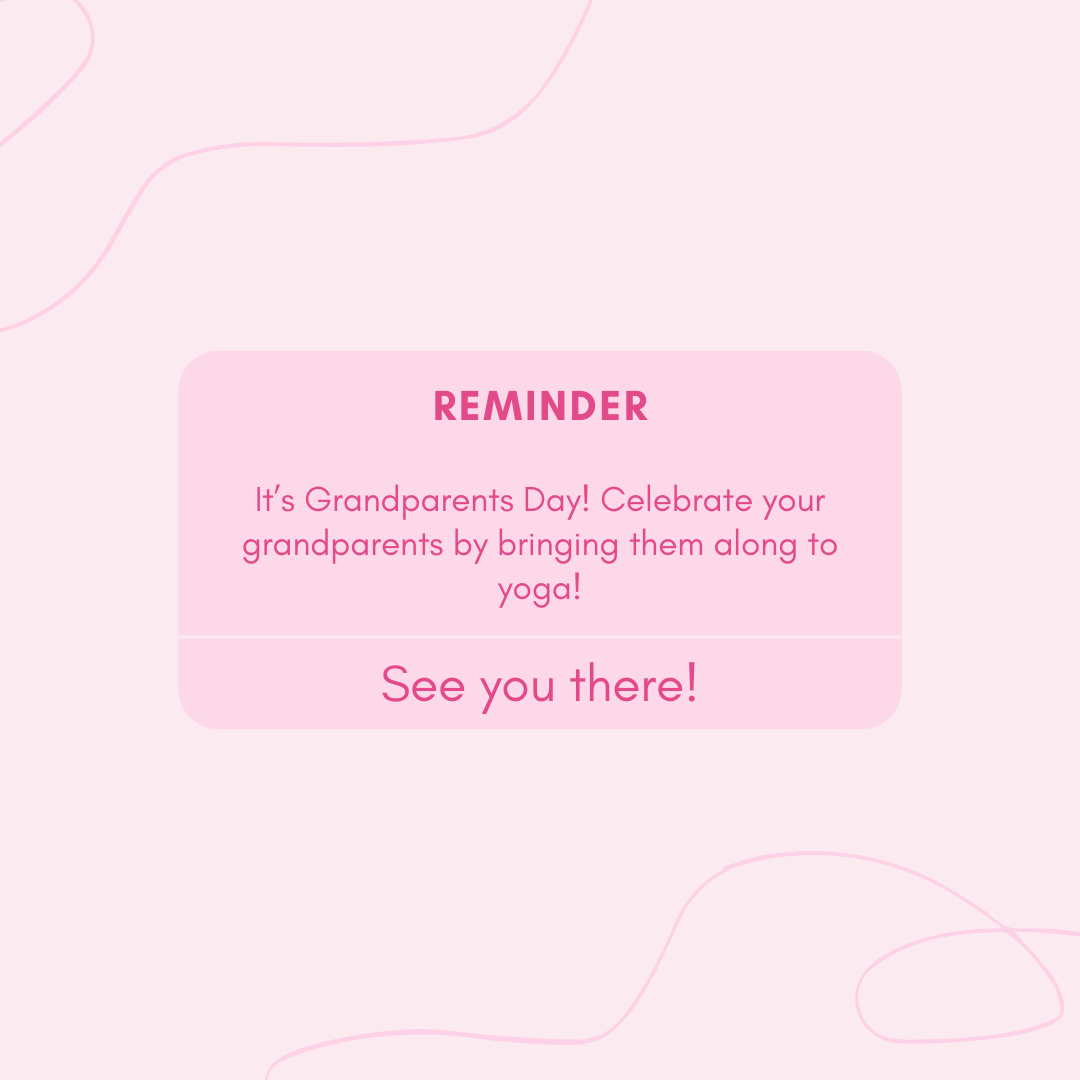 REMINDER
It’s Grandparents Day! Celebrate your
grandparents by bringing them along to
yoga!
See you there!